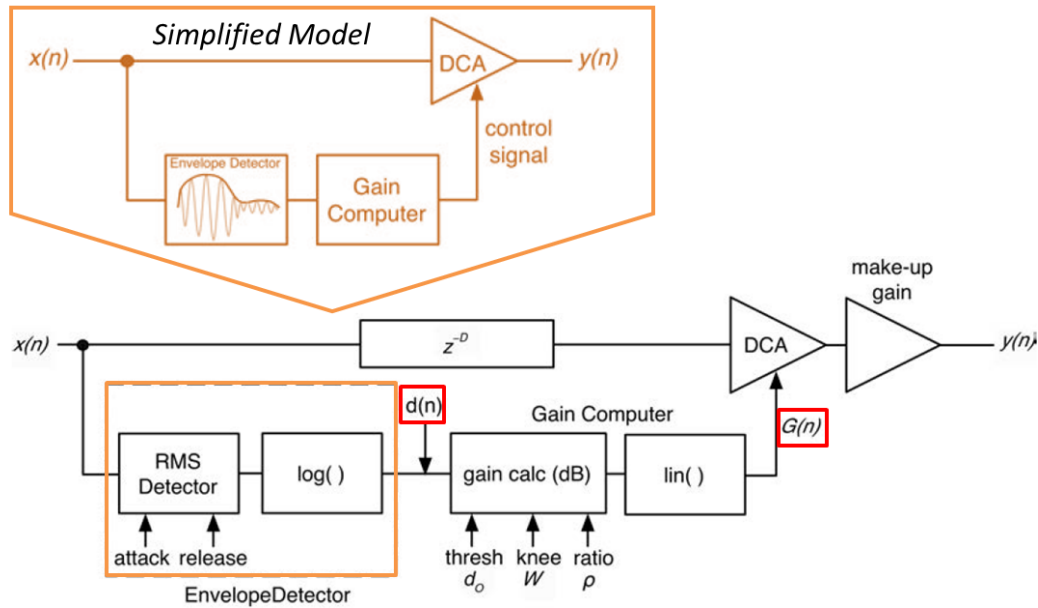 Simplified Model
x(n)
DCA
y(n)
control
signal
Envelope Detector
Gain
Computer
make-up
gain
x(n)
z^-D
DCA
y(n)
d(n)
Gain Computer
G(n)
RMS
Detector
log( )
gain calc (dB)
lin( )
attack release
thresh knee ratio
d_o W ρ
EnvelopeDetector